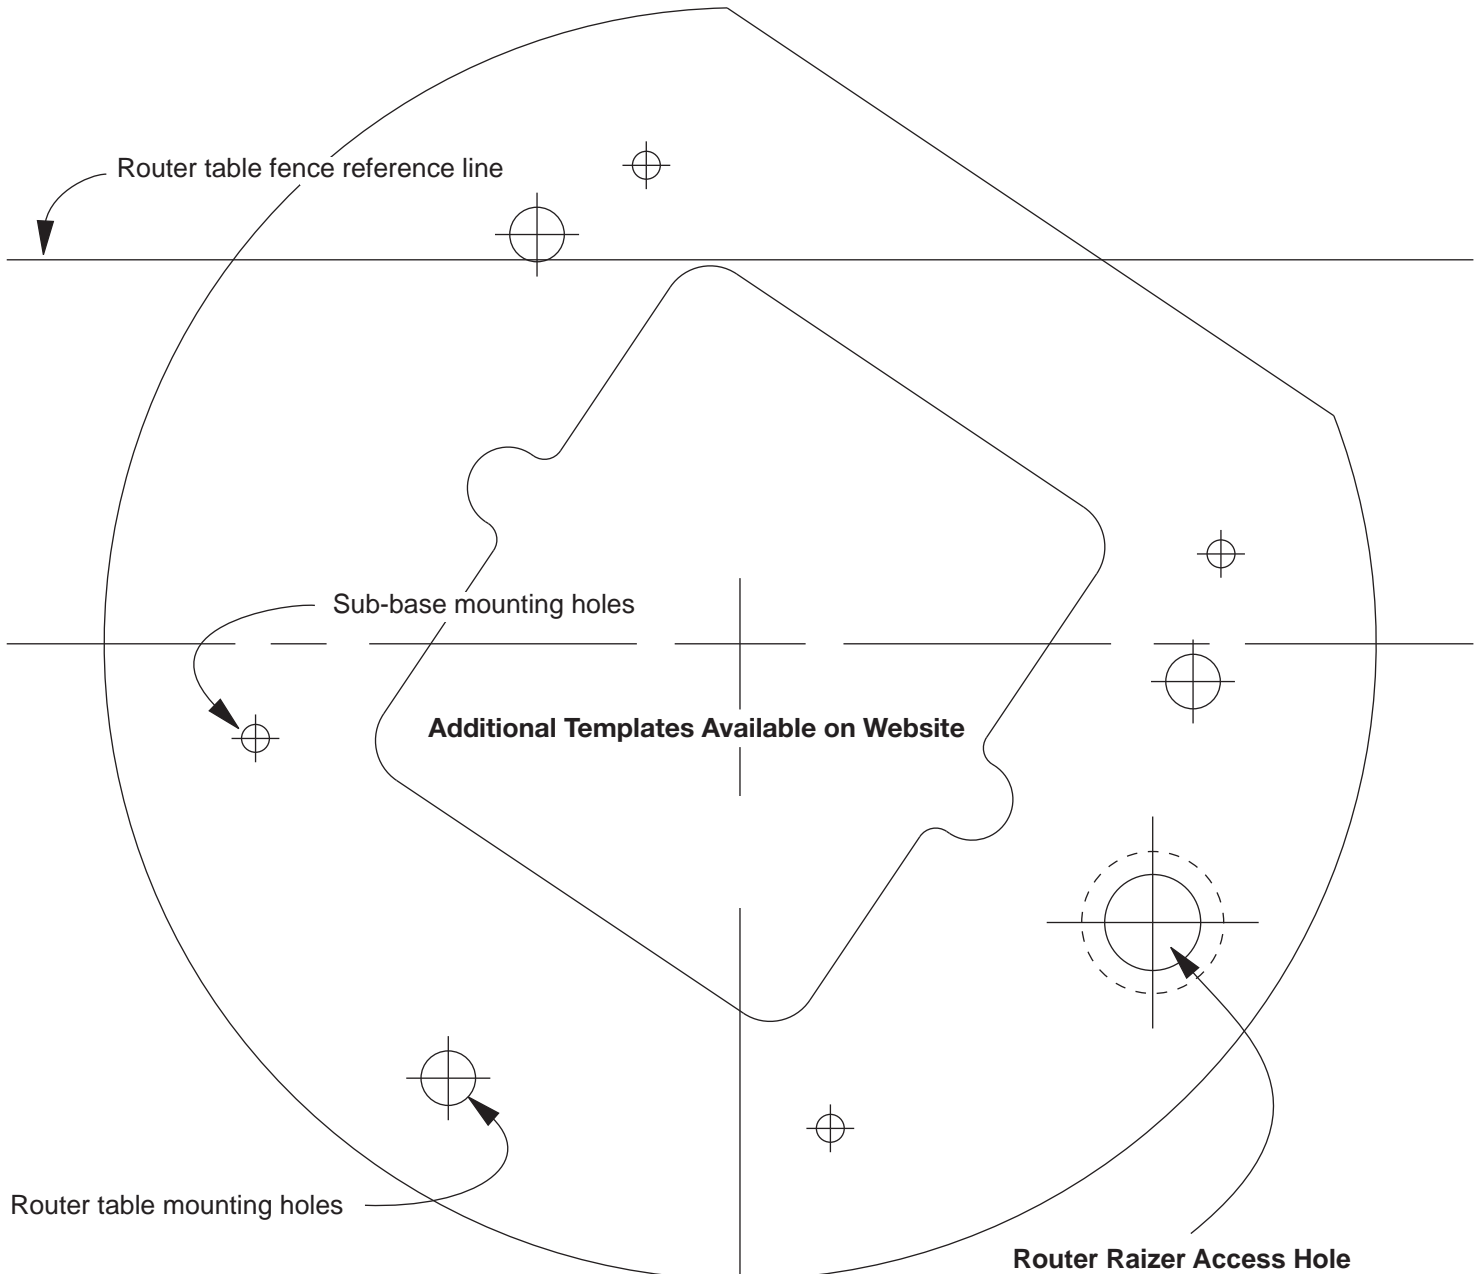 Router table fence reference line
Sub-base mounting holes
Additional Templates Available on Website
Router table mounting holes
Router Raizer Access Hole